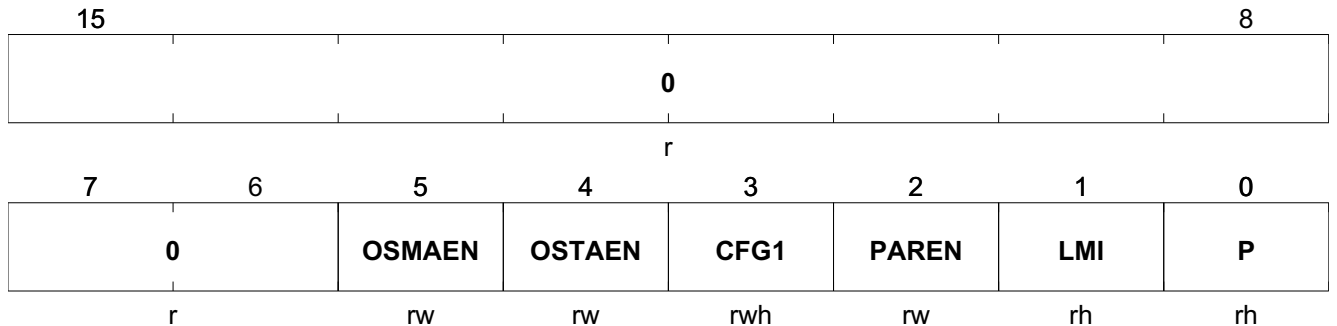 15 8
0
r
7 6 5 4 3 2 1 0
0 OSMAEN OSTAEN CFG1 PAREN LMI P
r rw rw rwh rw rh rh